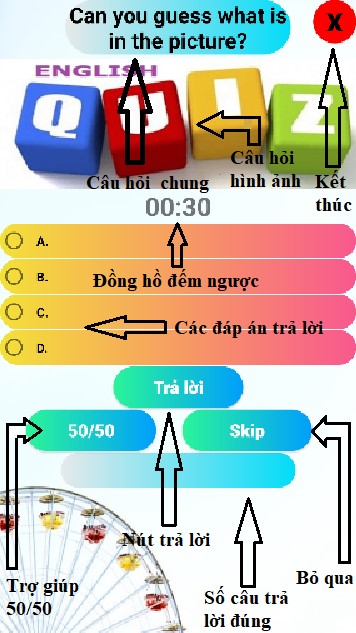 Can you guess what is
in the picture?
X
ENGLISH
QUIZ
Câu hỏi chung
Câu hỏi
hình ảnh
Kết
thúc
00:30
A.
Đồng hồ đếm ngược
B.
C.
Các đáp án trả lời
D.
Trả lời
50/50
Skip
Nút trả lời
Trợ giúp
50/50
Số câu trả
lời đúng
Bỏ qua